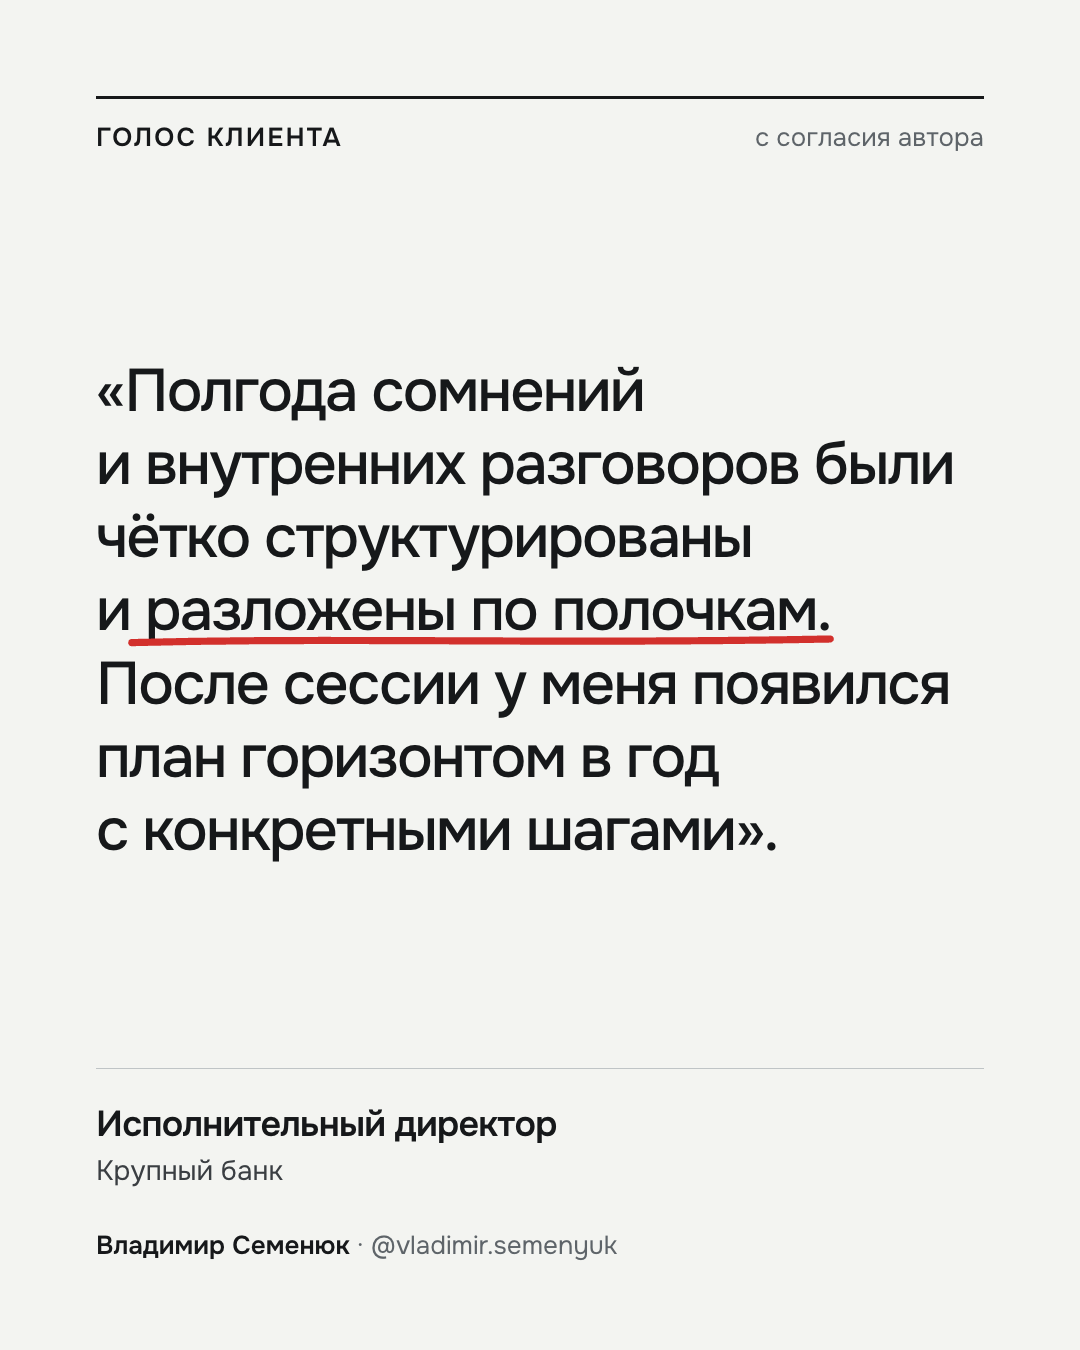 ГОЛОС КЛИЕНТА
с согласия автора
«Полгода сомнений
и внутренних разговоров были
чётко структурированы
и разложены по полочкам.
После сессии у меня появился
план горизонтом в год
с конкретными шагами».
Исполнительный директор
Крупный банк
Владимир Семенюк · @vladimir.semenyuk